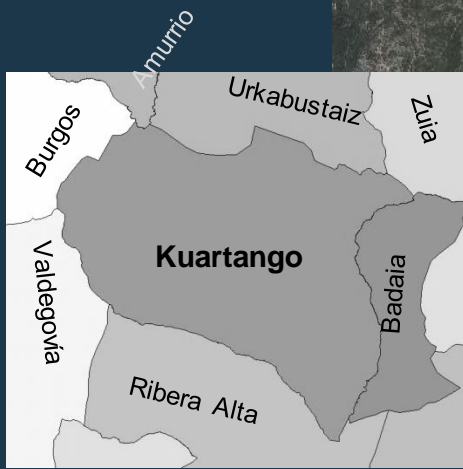 Amurrio
Urkabustaiz
Zuia
Burgos
Kuartango
Valdegovía
Badaia
Ribera Alta